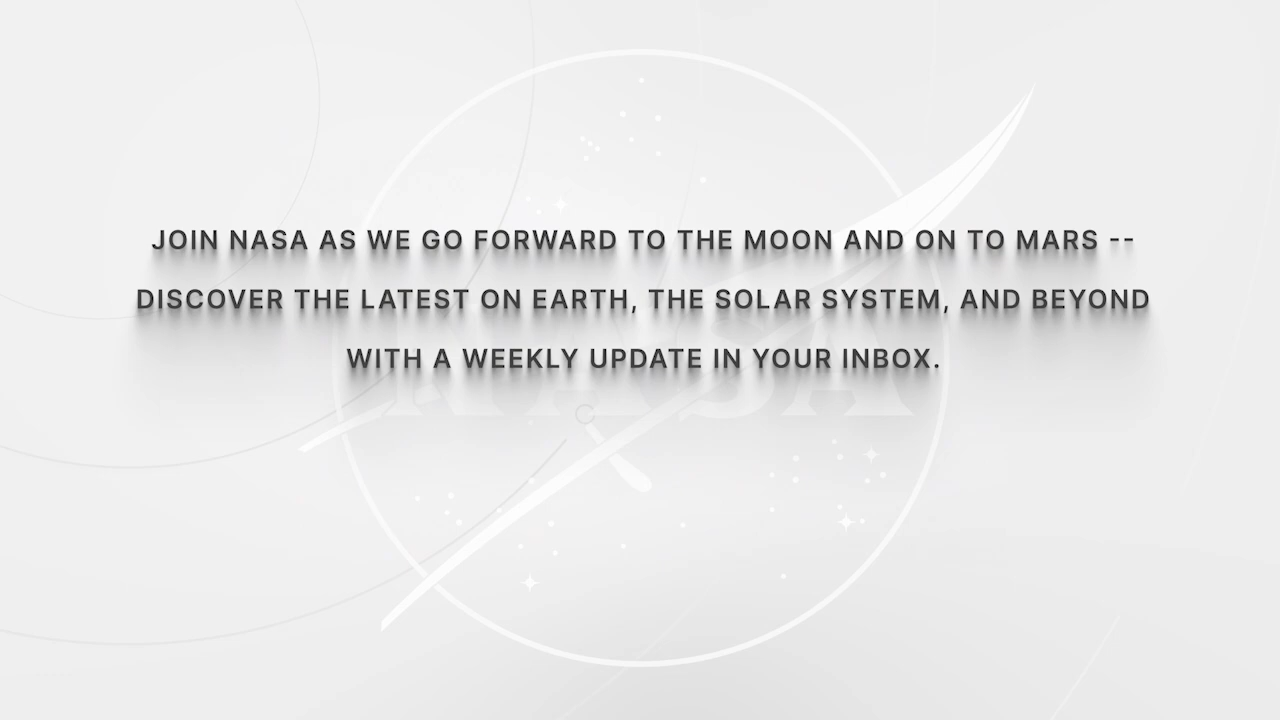 JOIN NASA AS WE GO FORWARD TO THE MOON AND ON TO MARS --
DISCOVER THE LATEST ON EARTH, THE SOLAR SYSTEM, AND BEYOND
WITH A WEEKLY UPDATE IN YOUR INBOX.
NASA